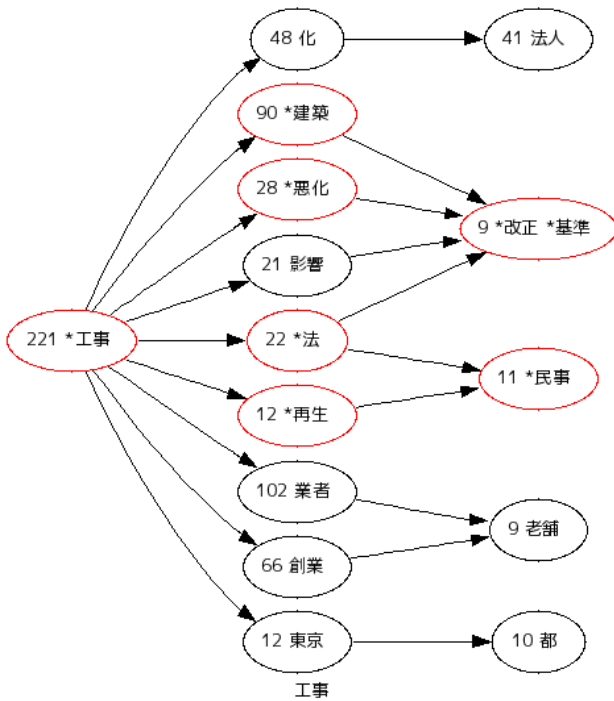 48 化
41 法人
90 *建築
28 *悪化
9 *改正 *基準
21 影響
221 *工事
22 *法
11 *民事
12 *再生
102 業者
9 老舗
66 創業
12 東京
10 都
工事